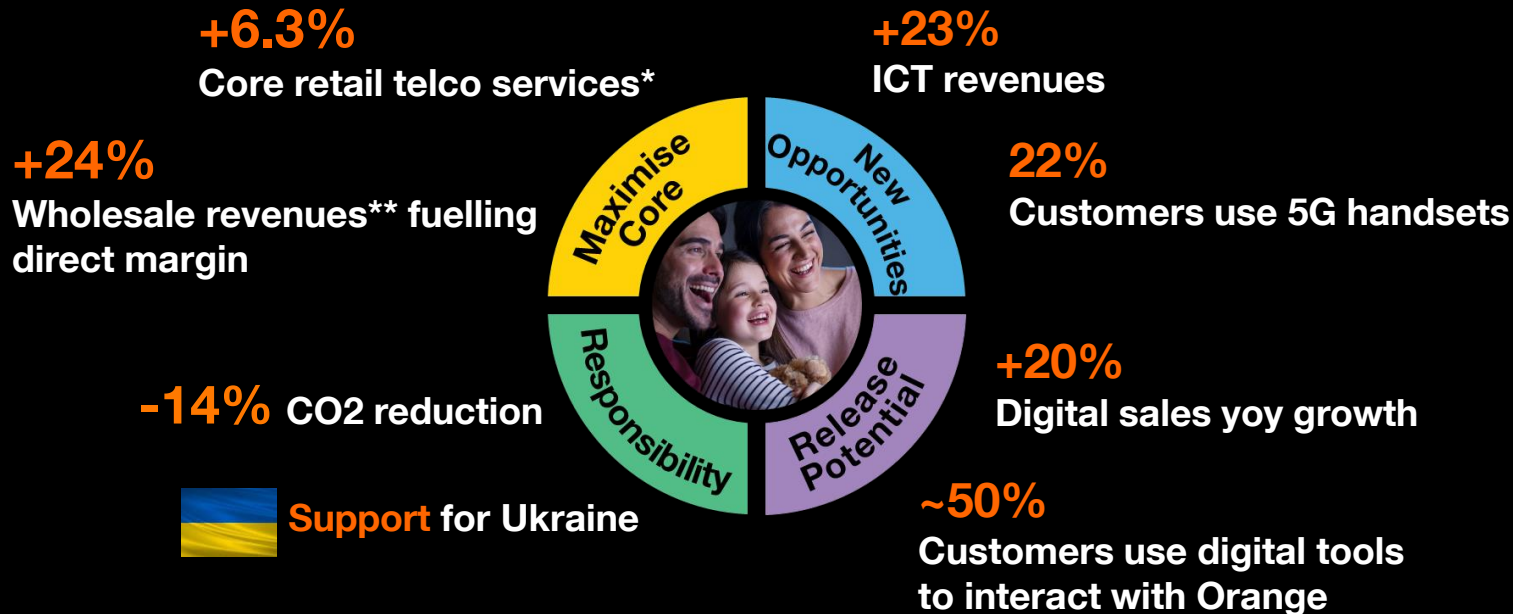 +6.3%
Core retail telco services*
+24%
Wholesale revenues** fuelling
direct margin
-14% CO2 reduction
Support for Ukraine
Maximise
Core
New
Opportunities
Responsibility
Release
Potential
+23%
ICT revenues
22%
Customers use 5G handsets
+20%
Digital sales yoy growth
~50%
Customers use digital tools
to interact with Orange